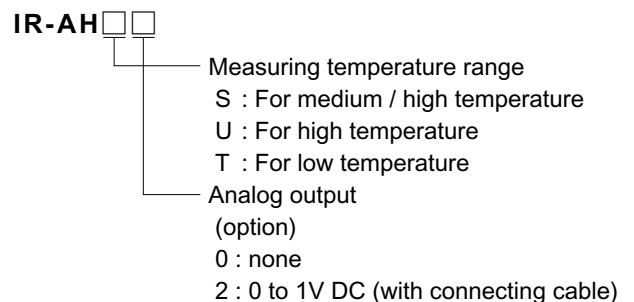 IR-AH□□
Measuring temperature range
S : For medium / high temperature
U : For high temperature
T : For low temperature
Analog output
(option)
0 : none
2 : 0 to 1V DC (with connecting cable)